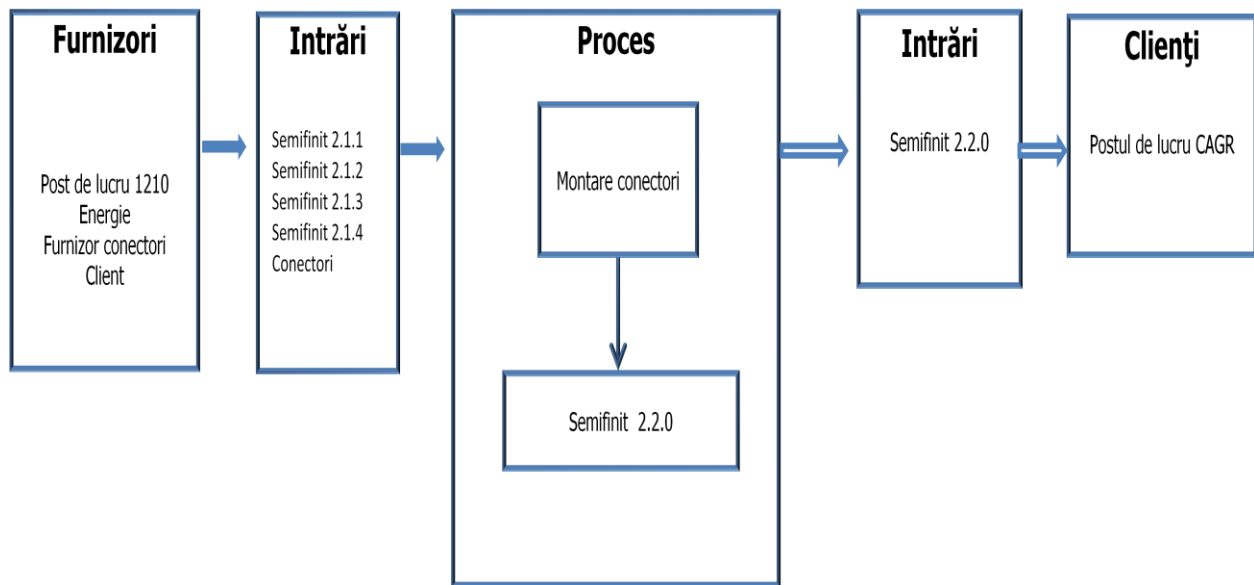 Furnizori
Post de lucru 1210
Energie
Furnizor conectori
Client
Intrări
Semifinit 2.1.1
Semifinit 2.1.2
Semifinit 2.1.3
Semifinit 2.1.4
Conectori
Proces
Montare conectori
Semifinit 2.2.0
Intrări
Semifinit 2.2.0
Clienţi
Postul de lucru CAGR